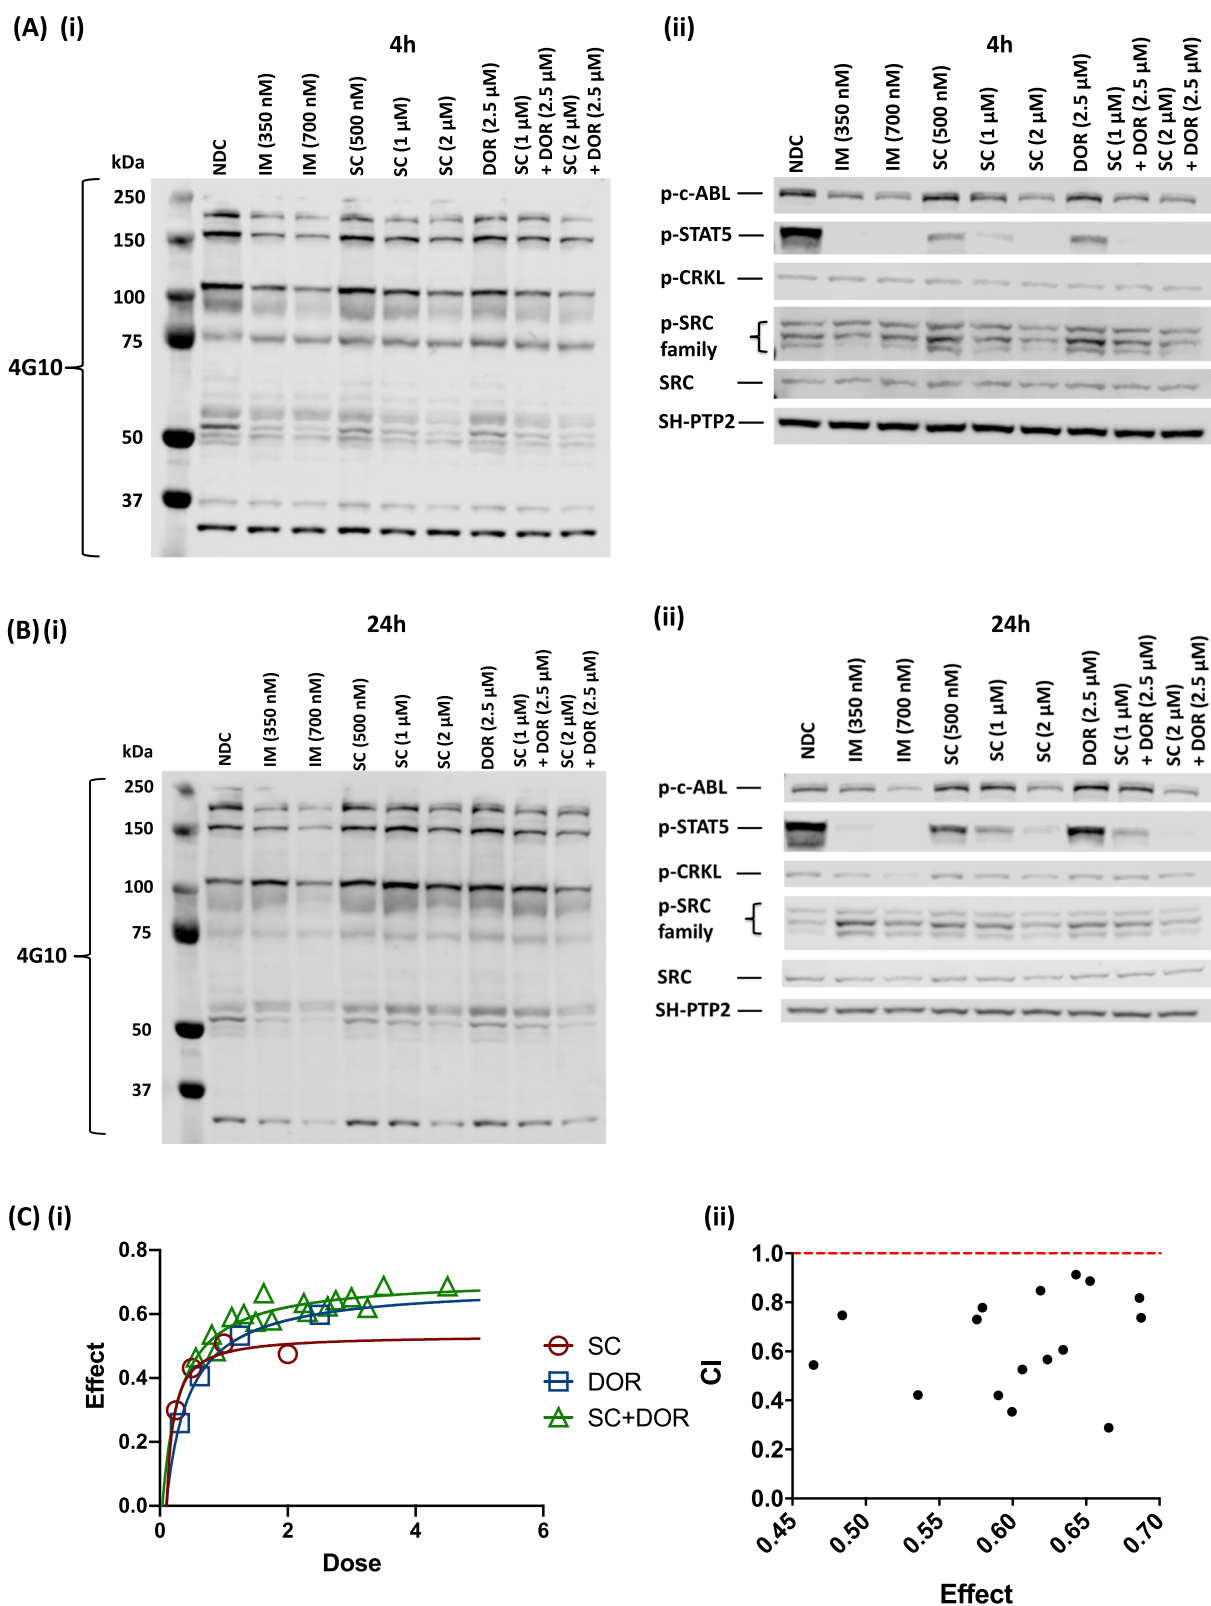 (A) (i)
4h
NDC
IM (350 nM)
IM (700 nM)
SC (500 nM)
SC (1 µM)
SC (2 µM)
DOR (2.5 µM)
SC (1 µM)
+ DOR (2.5 µM)
SC (2 µM)
+ DOR (2.5 µM)
kDa
250
150
100
75
50
37
4G10
(ii)
4h
NDC
IM (350 nM)
IM (700 nM)
SC (500 nM)
SC (1 µM)
SC (2 µM)
DOR (2.5 µM)
SC (1 µM)
+ DOR (2.5 µM)
SC (2 µM)
+ DOR (2.5 µM)
p-c-ABL
p-STAT5
p-CRKL
p-SRC
family
SRC
SH-PTP2
(B) (i)
24h
NDC
IM (350 nM)
IM (700 nM)
SC (500 nM)
SC (1 µM)
SC (2 µM)
DOR (2.5 µM)
SC (1 µM)
+ DOR (2.5 µM)
SC (2 µM)
+ DOR (2.5 µM)
kDa
250
150
100
75
50
37
4G10
(ii)
24h
NDC
IM (350 nM)
IM (700 nM)
SC (500 nM)
SC (1 µM)
SC (2 µM)
DOR (2.5 µM)
SC (1 µM)
+ DOR (2.5 µM)
SC (2 µM)
+ DOR (2.5 µM)
p-c-ABL
p-STAT5
p-CRKL
p-SRC
family
SRC
SH-PTP2
(C) (i)
0.8
0.6
0.4
0.2
0.0
Effect
0
2
4
6
Dose
SC
DOR
SC+DOR
(ii)
1.0
0.8
0.6
0.4
0.2
0.0
CI
0.45
0.50
0.55
0.60
0.65
0.70
Effect